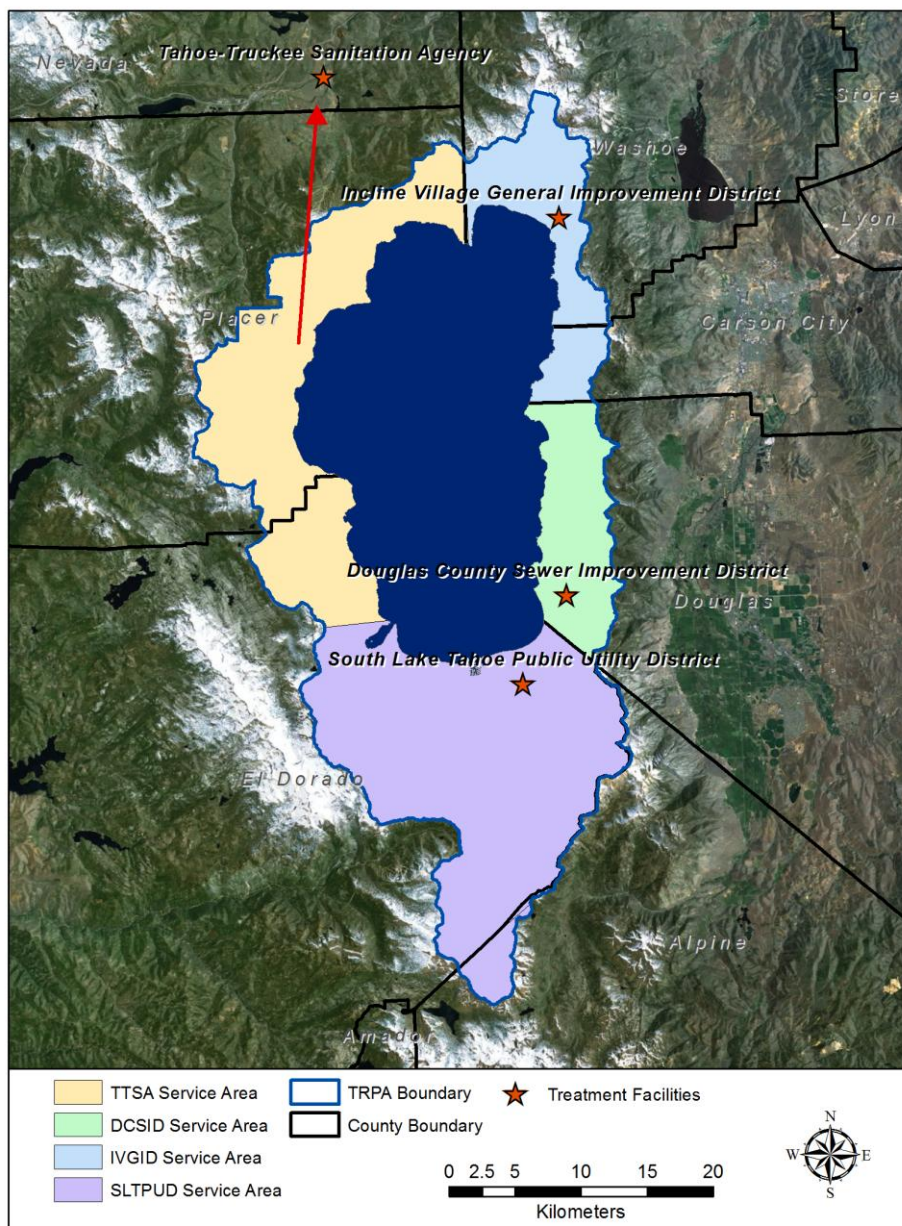 Tahoe-Truckee Sanitation Agency
Nevada
Store
Washoe
Incline Village General Improvement District
Lyon
Placer
Carson City
Douglas County Sewer Improvement District
Douglas
South Lake Tahoe Public Utility District
El Dorado
Alpine
Amador
TTSA Service Area
DCSID Service Area
IVGID Service Area
SLTPUD Service Area
TRPA Boundary
County Boundary
Treatment Facilities
0 2.5 5 10 15 20
Kilometers
N
W E
S